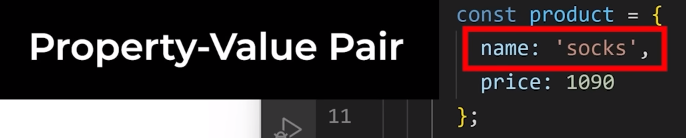 Property-Value Pair
const product = {
name: 'socks',
price: 1090
};
11